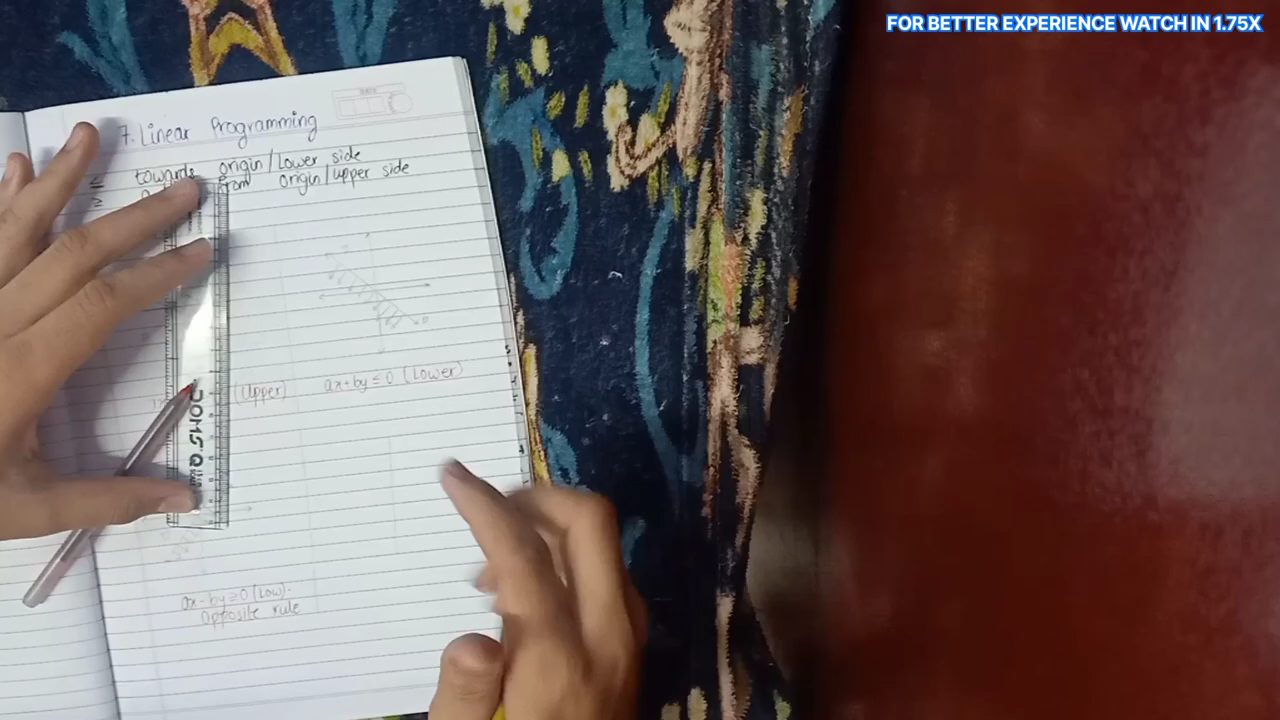 FOR BETTER EXPERIENCE WATCH IN 1.75X
DATE
7. Linear Programming
≤ towards origin/Lower side
≥ from origin/upper side
(Upper)
ax+by ≤ 0 (Lower)
DOMS Q
ax-by ≥ 0 (Low).
Opposite rule